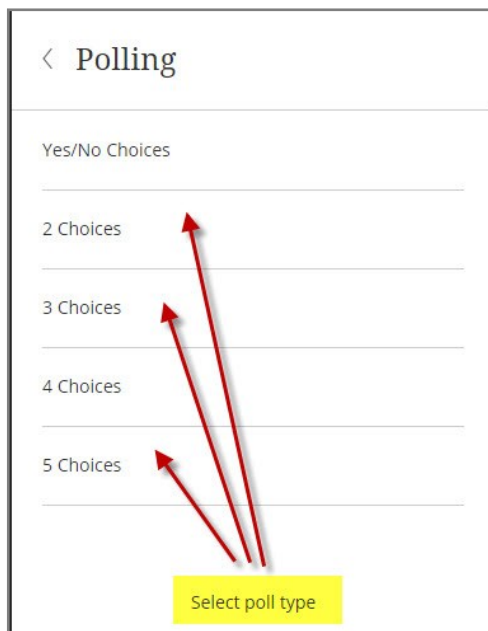 Polling
Yes/No Choices
2 Choices
3 Choices
4 Choices
5 Choices
Select poll type